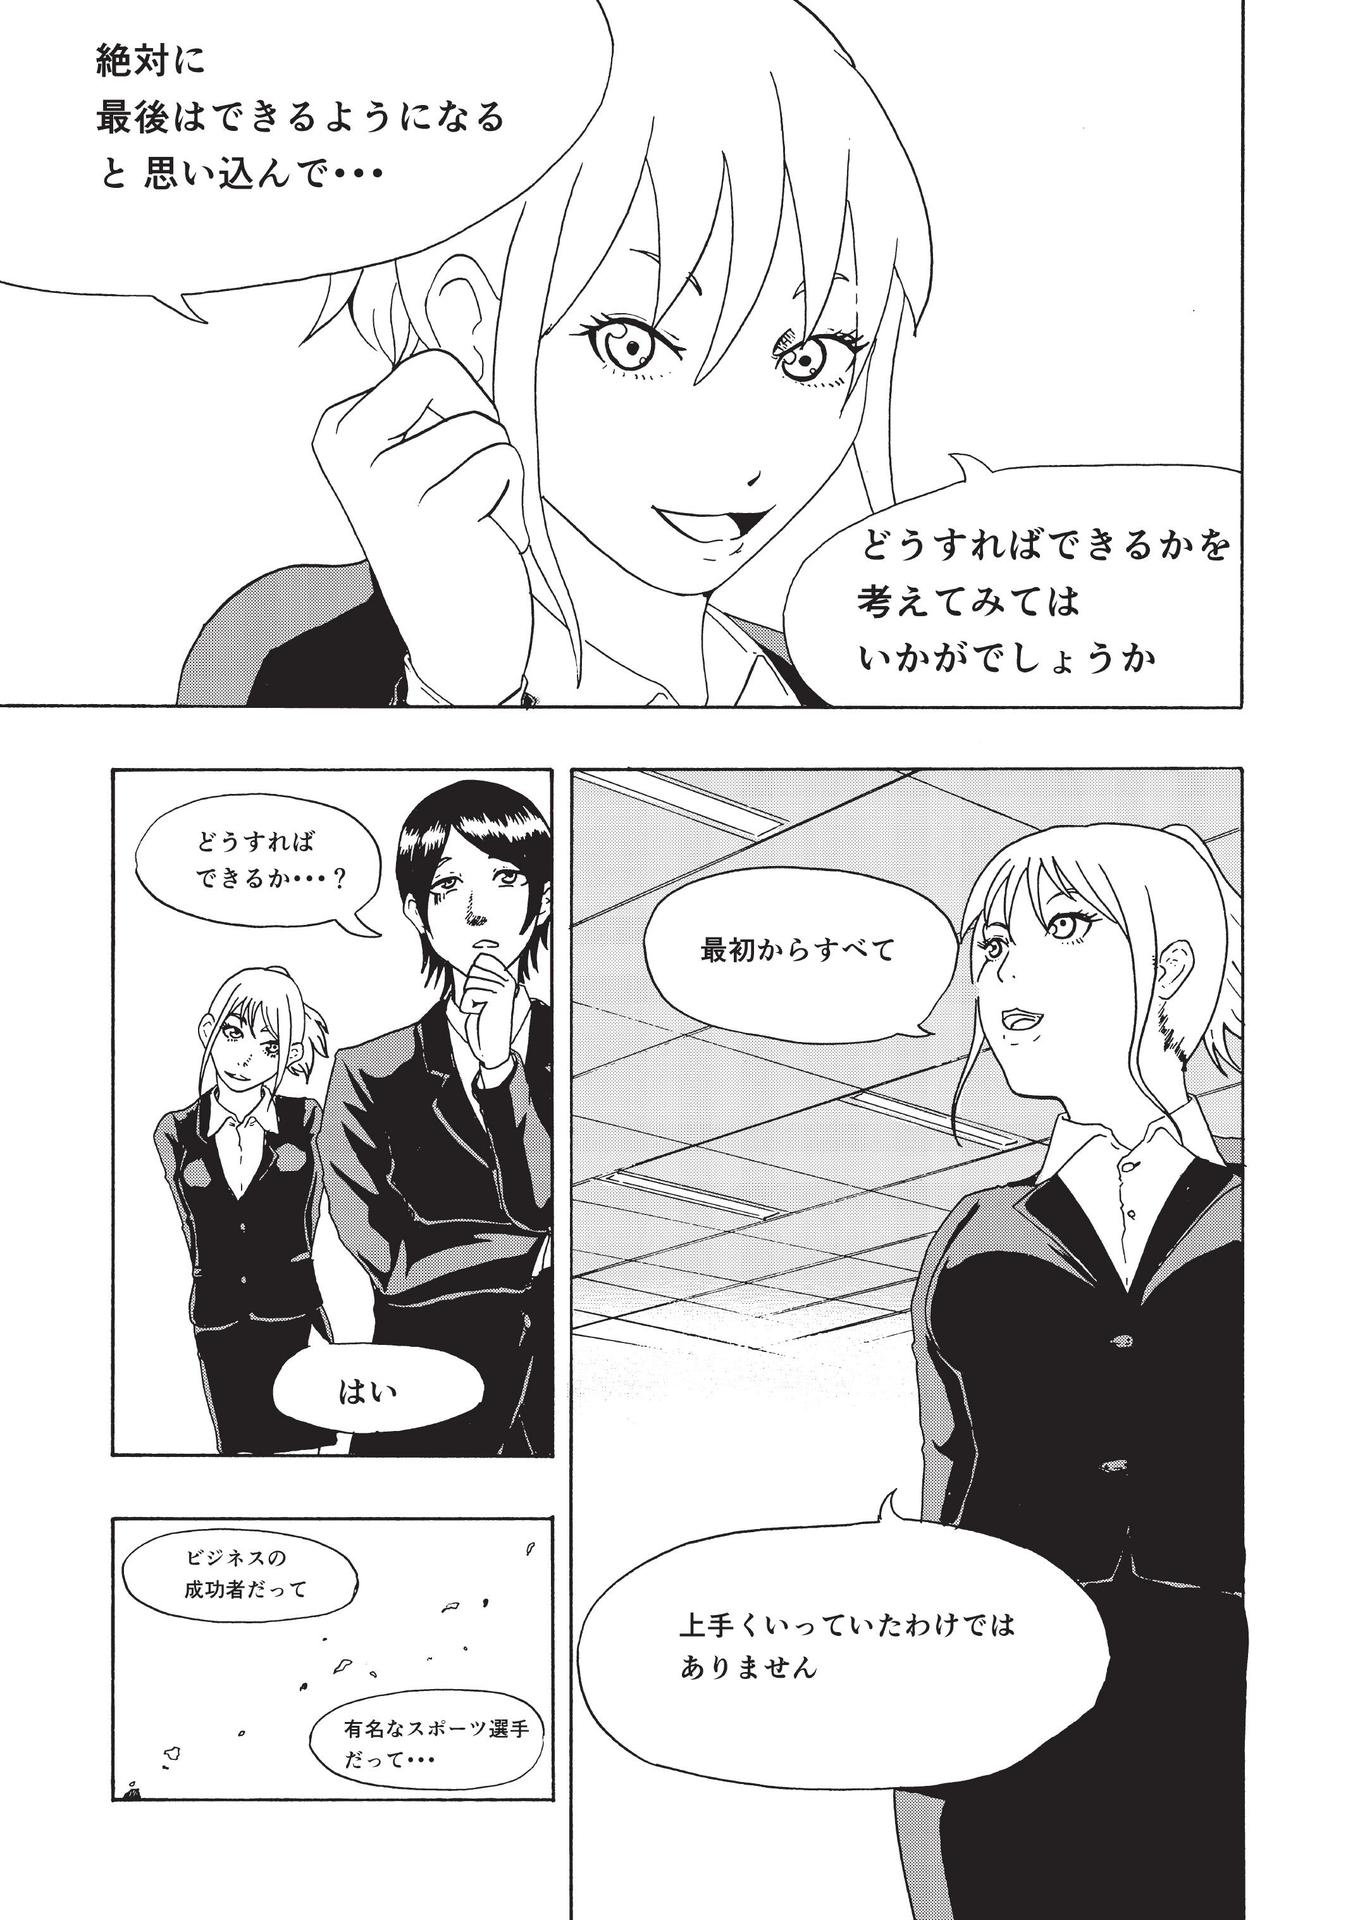 絶対に
最後はできるようになる
と 思い込んで・・・
どうすればできるかを
考えてみては
いかがでしょうか
どうすれば
できるか・・・？
はい
ビジネスの
成功者だって
有名なスポーツ選手
だって・・・
最初からすべて
上手くいっていたわけでは
ありません